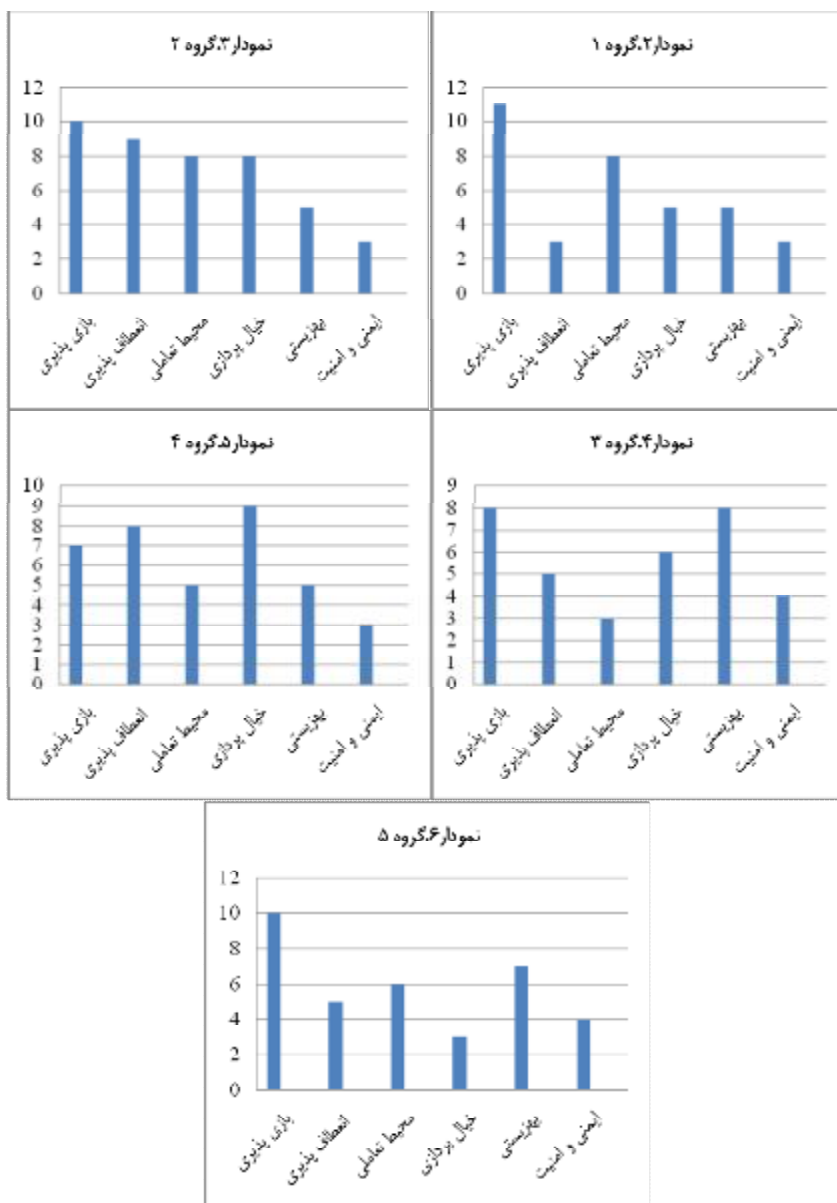 نمودار۲.گروه ۱
12
10
8
6
4
2
0
بازی پذیری
انعطاف پذیری
محیط تعاملی
خیال پردازی
بهزیستی
ایمنی و امنیت
نمودار۳.گروه ۲
12
10
8
6
4
2
0
بازی پذیری
انعطاف پذیری
محیط تعاملی
خیال پردازی
بهزیستی
ایمنی و امنیت
نمودار۴.گروه ۳
9
8
7
6
5
4
3
2
1
0
بازی پذیری
انعطاف پذیری
محیط تعاملی
خیال پردازی
بهزیستی
ایمنی و امنیت
نمودار۵.گروه ۴
10
9
8
7
6
5
4
3
2
1
0
بازی پذیری
انعطاف پذیری
محیط تعاملی
خیال پردازی
بهزیستی
ایمنی و امنیت
نمودار۶.گروه ۵
12
10
8
6
4
2
0
بازی پذیری
انعطاف پذیری
محیط تعاملی
خیال پردازی
بهزیستی
ایمنی و امنیت